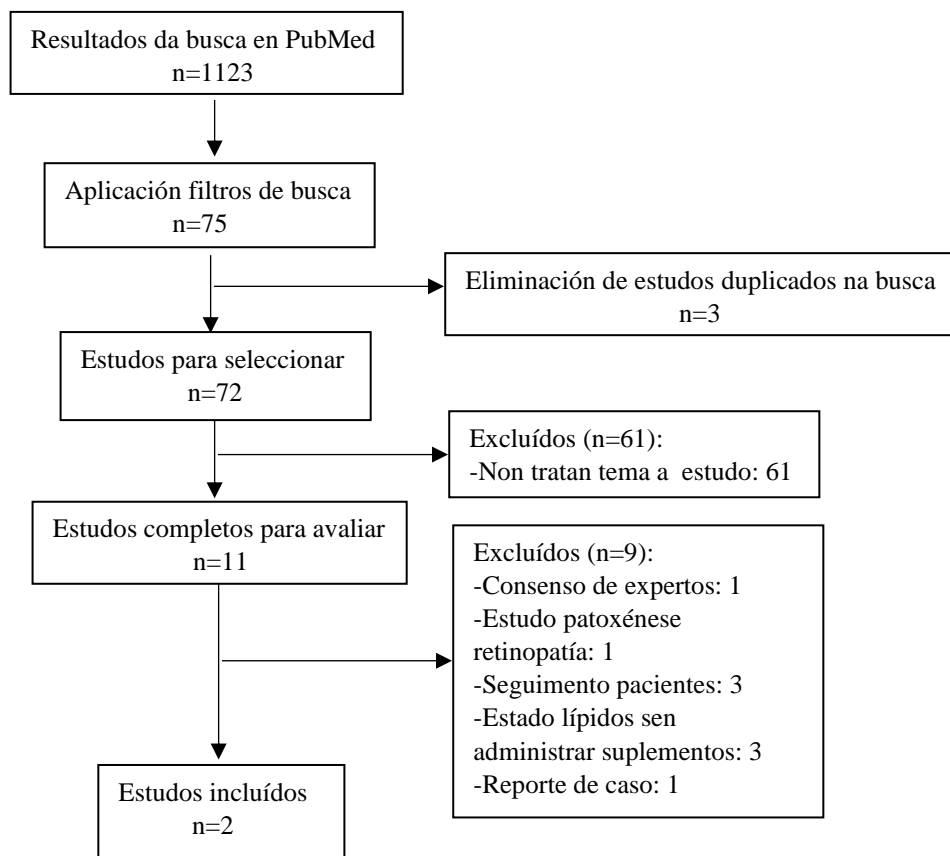 Resultados da busca en PubMed
n=1123
Aplicación filtros de busca
n=75
Eliminación de estudos duplicados na busca
n=3
Estudos para seleccionar
n=72
Excluídos (n=61):
-Non tratan tema a estudo: 61
Estudos completos para avaliar
n=11
Excluídos (n=9):
-Consenso de expertos: 1
-Estudo patoxénese
retinopatía: 1
-Seguimento pacientes: 3
-Estado lípidos sen
administrar suplementos: 3
-Reporte de caso: 1
Estudos incluídos
n=2